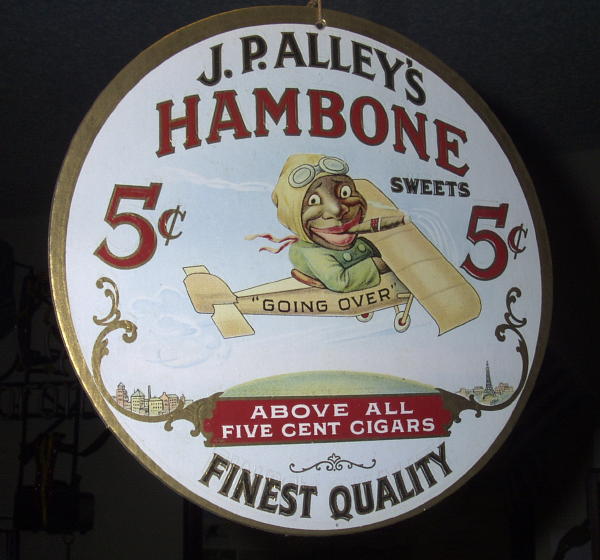 J.P. ALLEY'S
HAMBONE
SWEETS
5¢ 5¢
"GOING OVER"
ABOVE ALL
FIVE CENT CIGARS
FINEST QUALITY